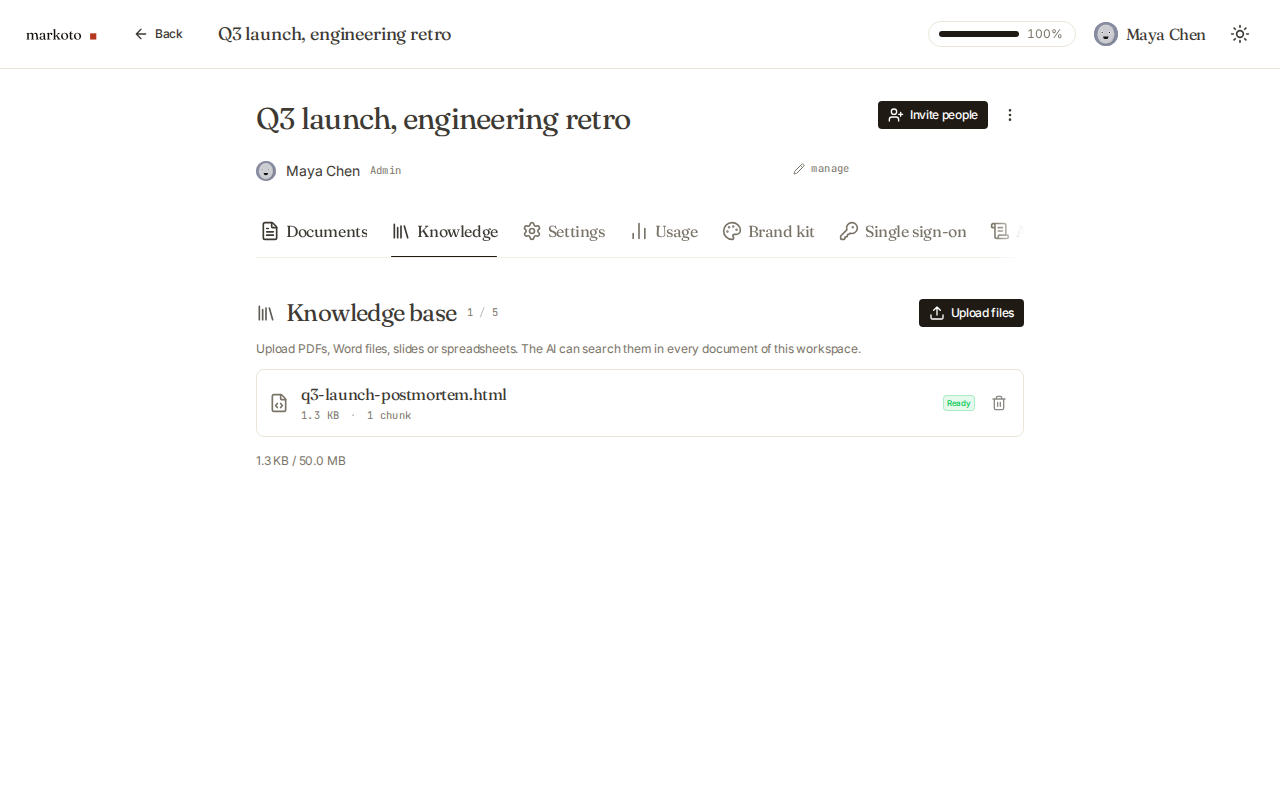 markoto
Back
Q3 launch, engineering retro
100%
Maya Chen
Q3 launch, engineering retro
Invite people
Maya Chen Admin
manage
Documents
Knowledge
Settings
Usage
Brand kit
Single sign-on
Knowledge base 1 / 5
Upload files
Upload PDFs, Word files, slides or spreadsheets. The AI can search them in every document of this workspace.
q3-launch-postmortem.html
1.3 KB · 1 chunk
Ready
1.3 KB / 50.0 MB